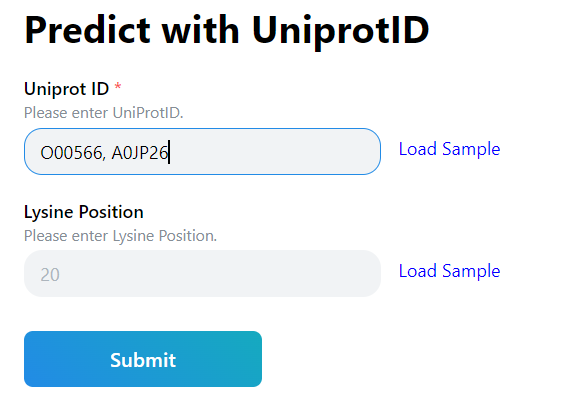 Predict with UniprotID
Uniprot ID *
Please enter UniProtID.
O00566, A0JP26
Load Sample
Lysine Position
Please enter Lysine Position.
20
Load Sample
Submit